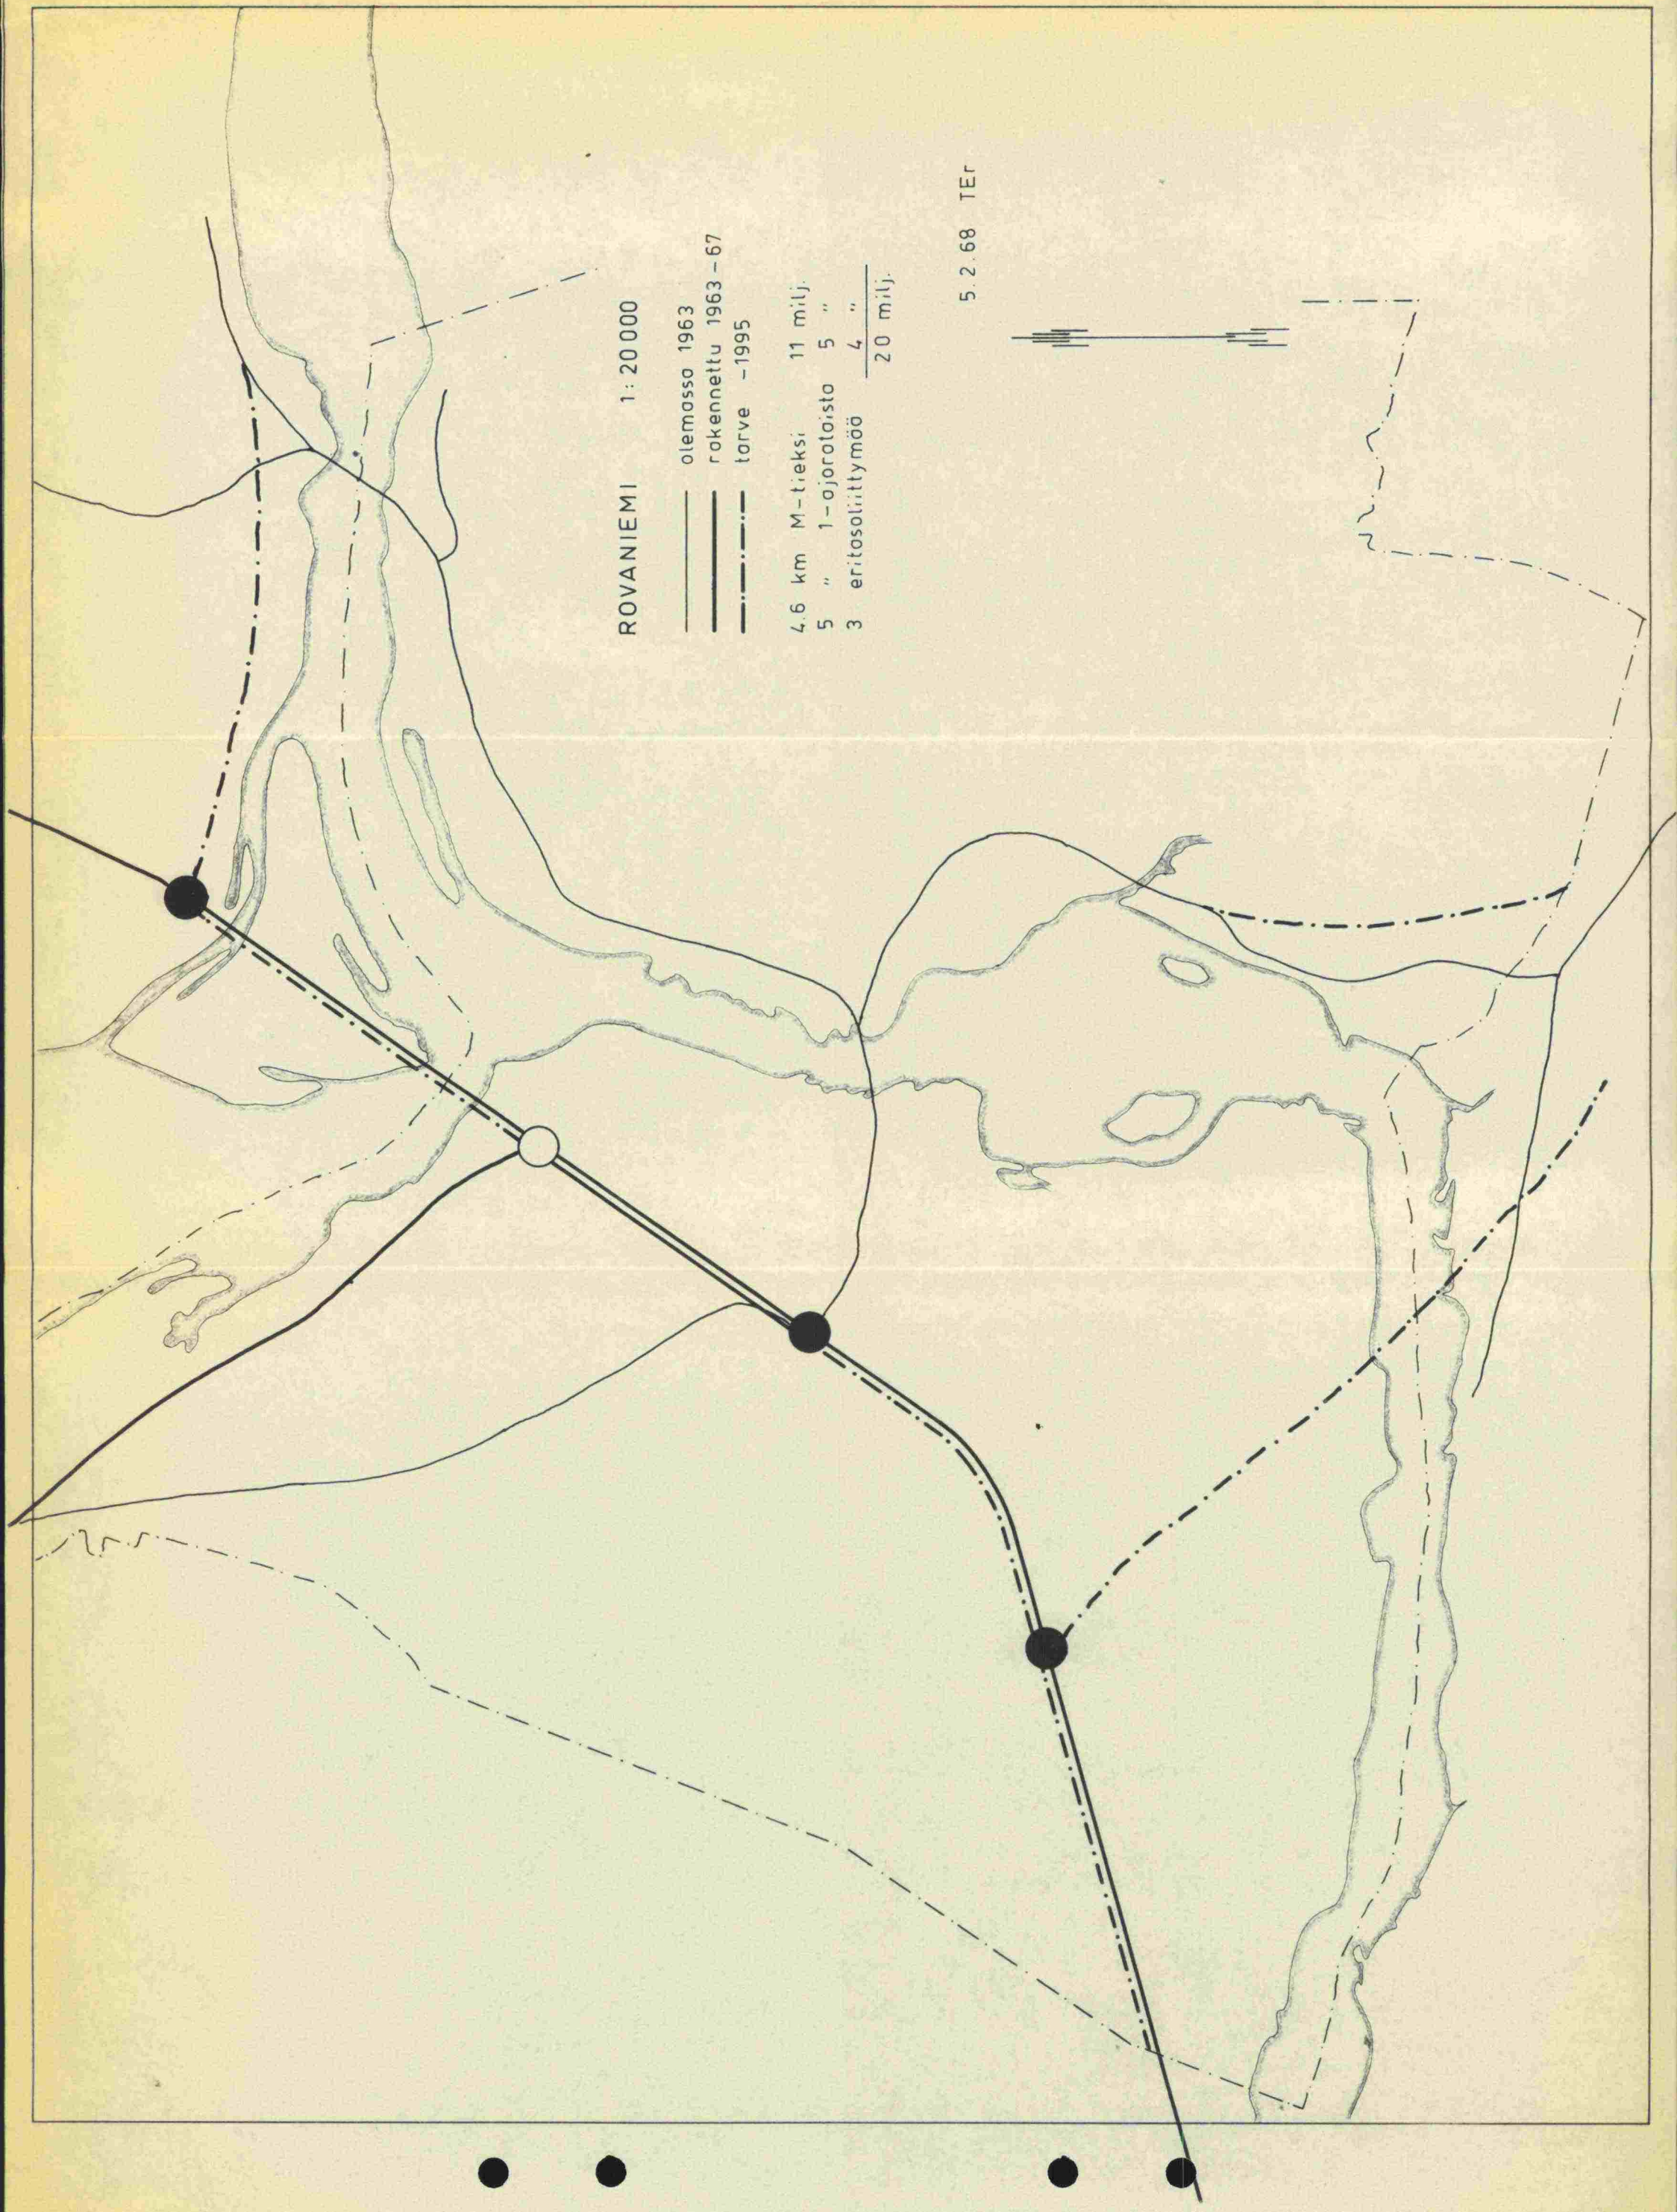 ROVANIEMI 1:20 000
olemassa 1963
rakennettu 1963-67
tarve -1995
4.6 km M-tieksi 11 milj.
5 " 1-ajorataista 5 "
3 eritasoliittymää 4 "
20 milj.
5.2.68 TEr